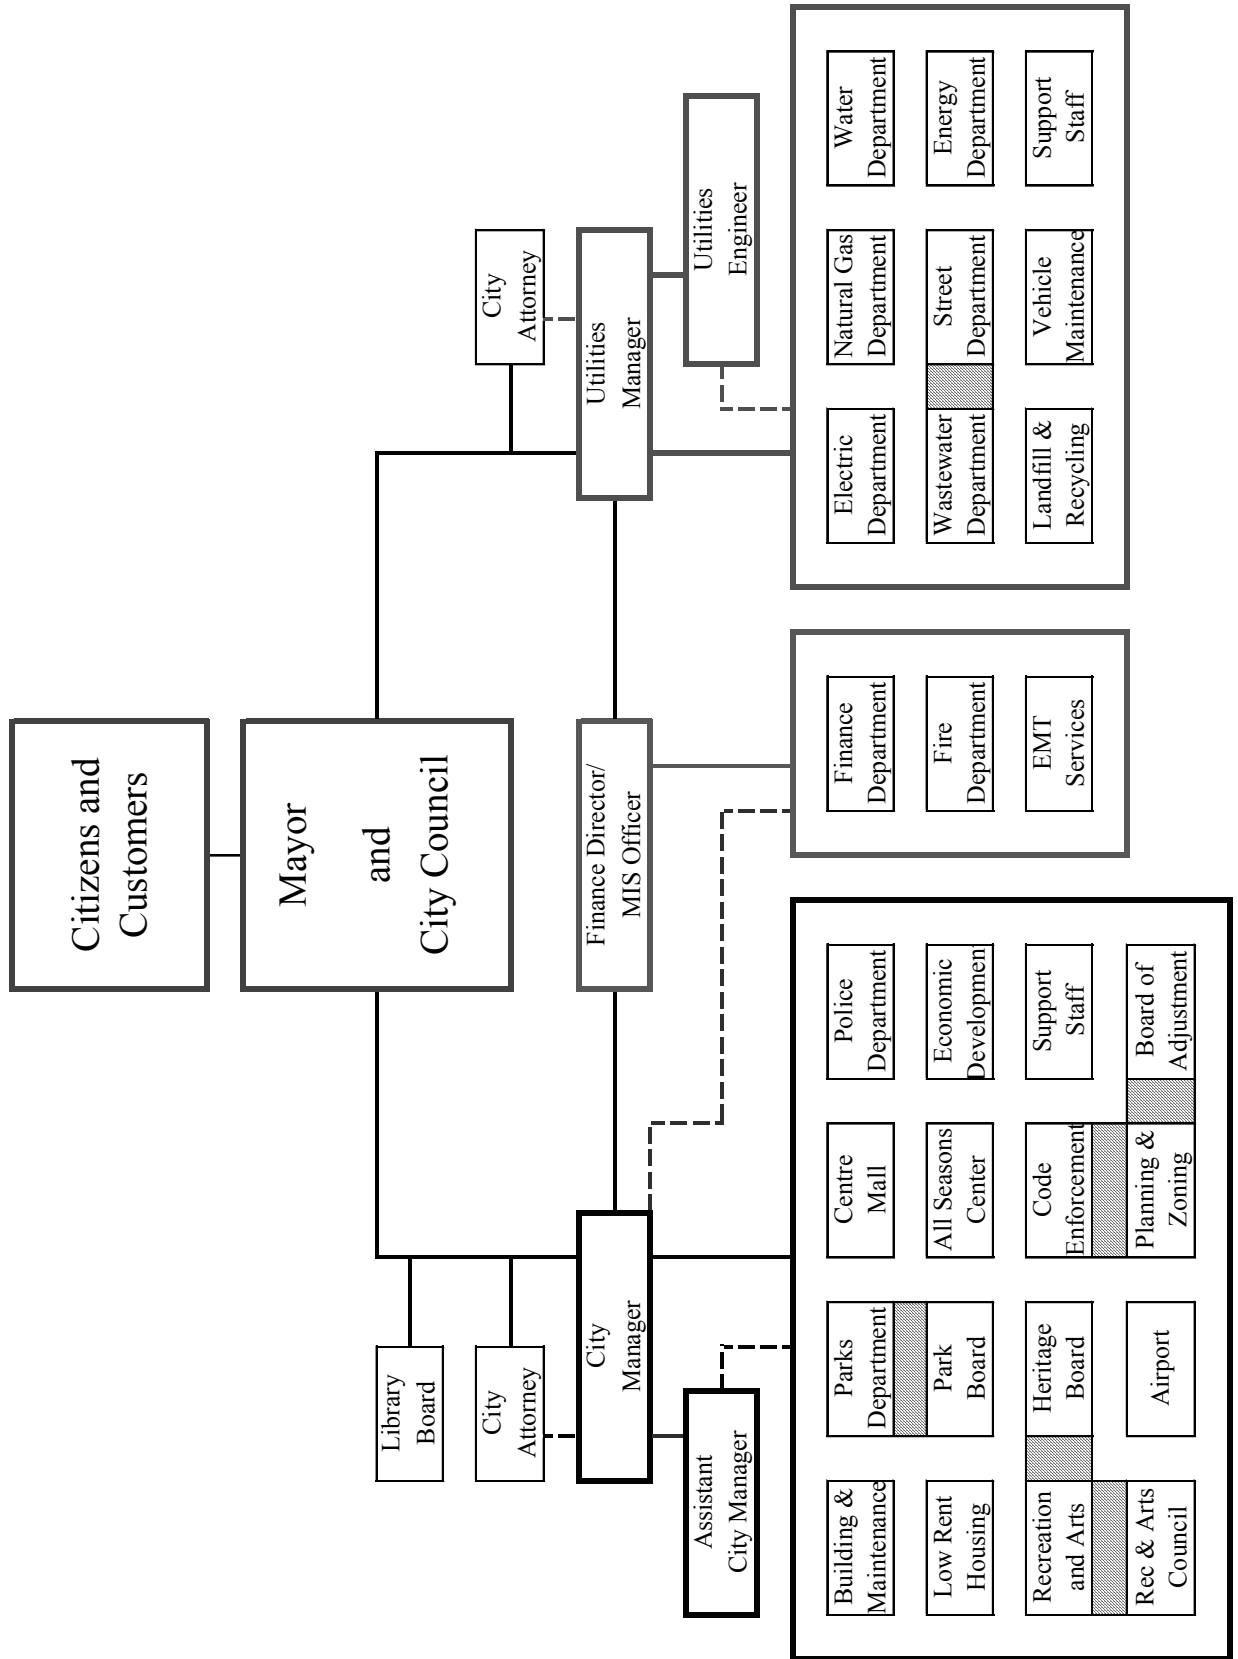 Citizens and
Customers
Mayor
and
City Council
Library
Board
City
Attorney
City
Attorney
City
Manager
Finance Director/
MIS Officer
Utilities
Manager
Assistant
City Manager
Utilities
Engineer
Building &
Maintenance
Parks
Department
Centre
Mall
Police
Department
Low Rent
Housing
Park
Board
All Seasons
Center
Economic
Development
Recreation
and Arts
Heritage
Board
Code
Enforcement
Support
Staff
Rec & Arts
Council
Airport
Planning &
Zoning
Board of
Adjustment
Finance
Department
Fire
Department
EMT
Services
Electric
Department
Natural Gas
Department
Water
Department
Wastewater
Department
Street
Department
Energy
Department
Landfill &
Recycling
Vehicle
Maintenance
Support
Staff